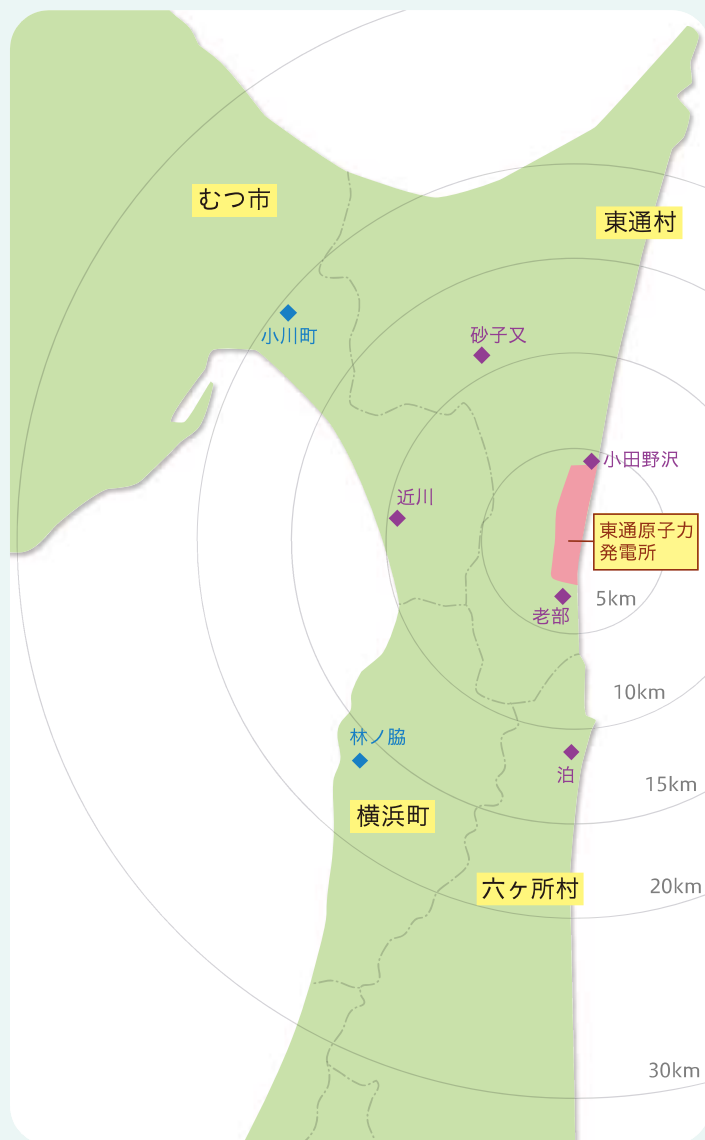 むつ市
東通村
小川町
砂子又
小田野沢
近川
東通原子力
発電所
5km
老部
10km
林ノ脇
泊
15km
横浜町
六ヶ所村
20km
30km